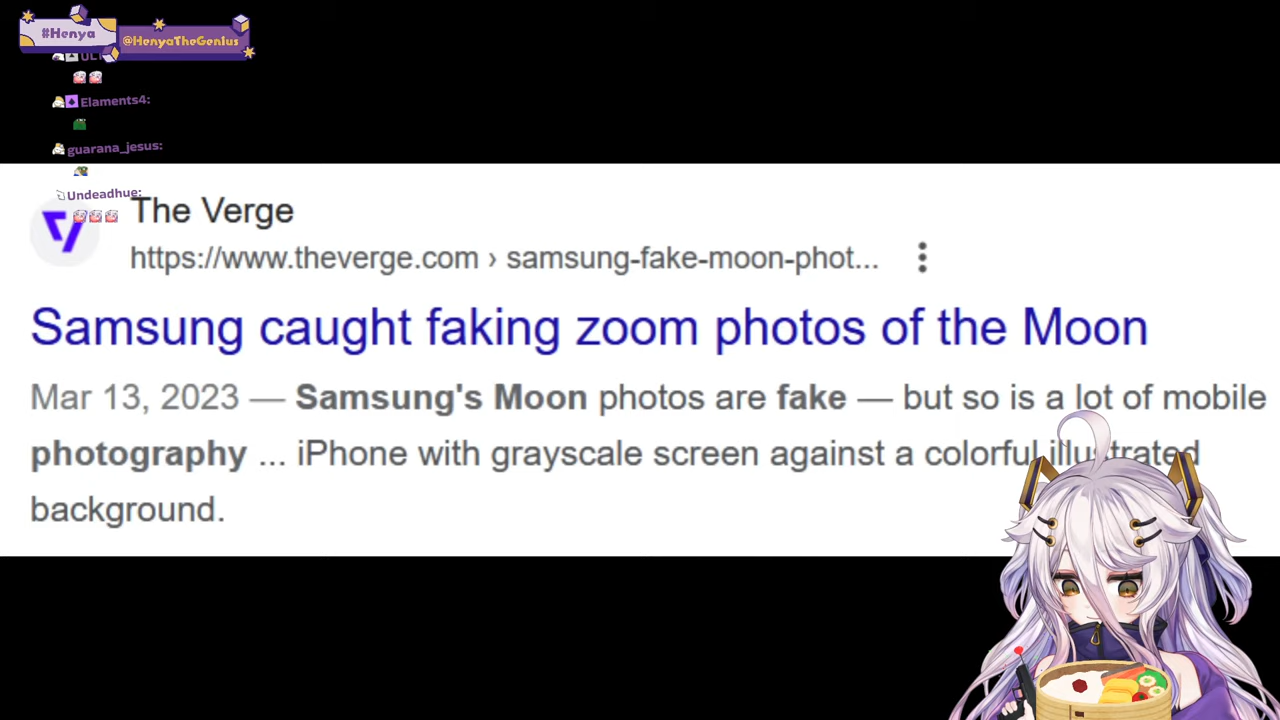 #Henya
@HenyaTheGenius
Elaments4:
guarana_jesus:
Undeadhue:
The Verge
https://www.theverge.com › samsung-fake-moon-phot...
Samsung caught faking zoom photos of the Moon
Mar 13, 2023 — Samsung's Moon photos are fake — but so is a lot of mobile
photography ... iPhone with grayscale screen against a colorful illustrated
background.